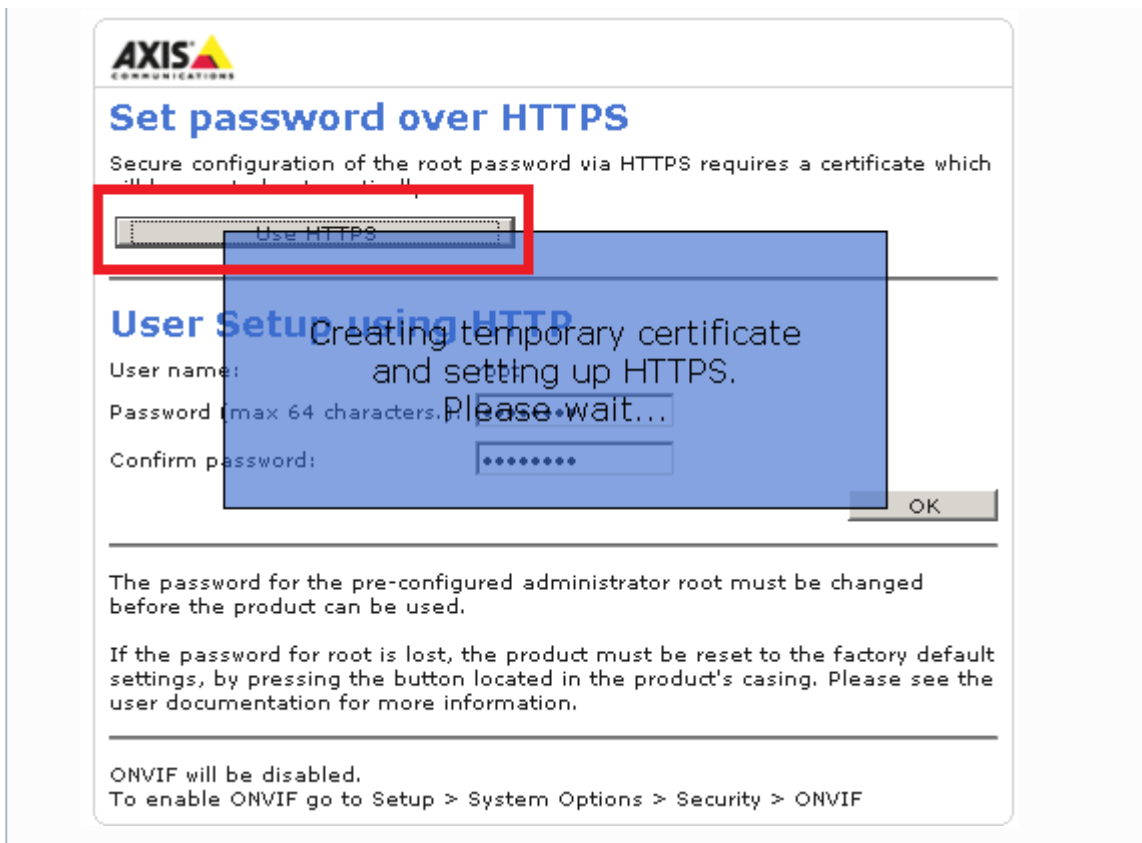 AXIS
COMMUNICATIONS
Set password over HTTPS
Secure configuration of the root password via HTTPS requires a certificate which
Use HTTPS
User Setup using HTTP
Creating temporary certificate
and setting up HTTPS.
Please wait...
User name:
Password (max 64 characters.):
Confirm password:
OK
The password for the pre-configured administrator root must be changed
before the product can be used.
If the password for root is lost, the product must be reset to the factory default
settings, by pressing the button located in the product's casing. Please see the
user documentation for more information.
ONVIF will be disabled.
To enable ONVIF go to Setup > System Options > Security > ONVIF